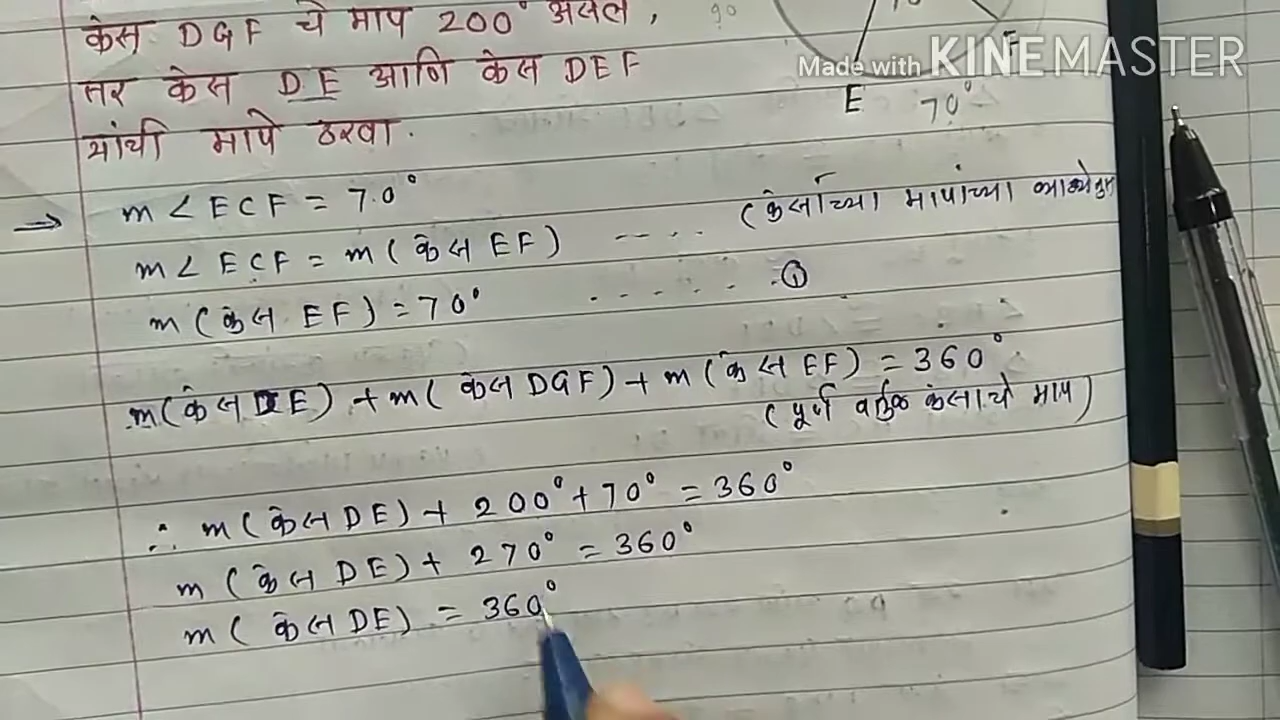 केंस DGF चे माप 200° असेल,
तर केंस DE आणि केंस DEF
यांची मापे ठरवा.
90
F
E 70°
Made with KINEMASTER
→ m < ECF = 70°
m < ECF = m (कंस EF) ---- (कंसाच्या मापांच्या
m (कंस EF) = 70° ------ ①
m(कंस DE) + m(कंस DGF) + m (कंस EF) = 360°
(पूर्ण वर्तुळ कंसाचे माप)
∴ m (कंस DE) + 200° + 70° = 360°
m (कंस DE) + 270° = 360°
m (कंस DE) = 360°